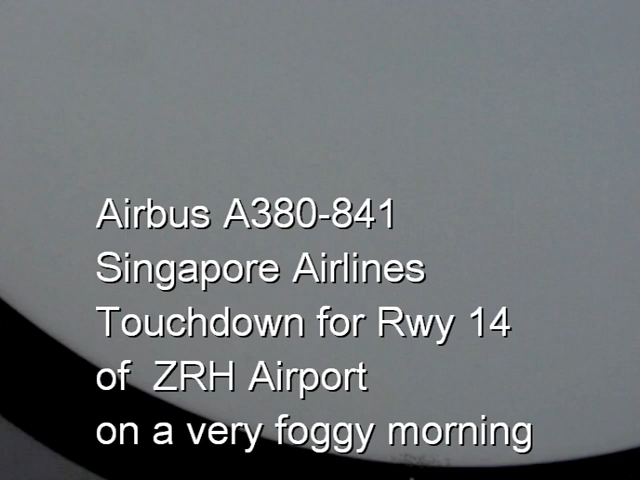 Airbus A380-841
Singapore Airlines
Touchdown for Rwy 14
of  ZRH Airport
on a very foggy morning